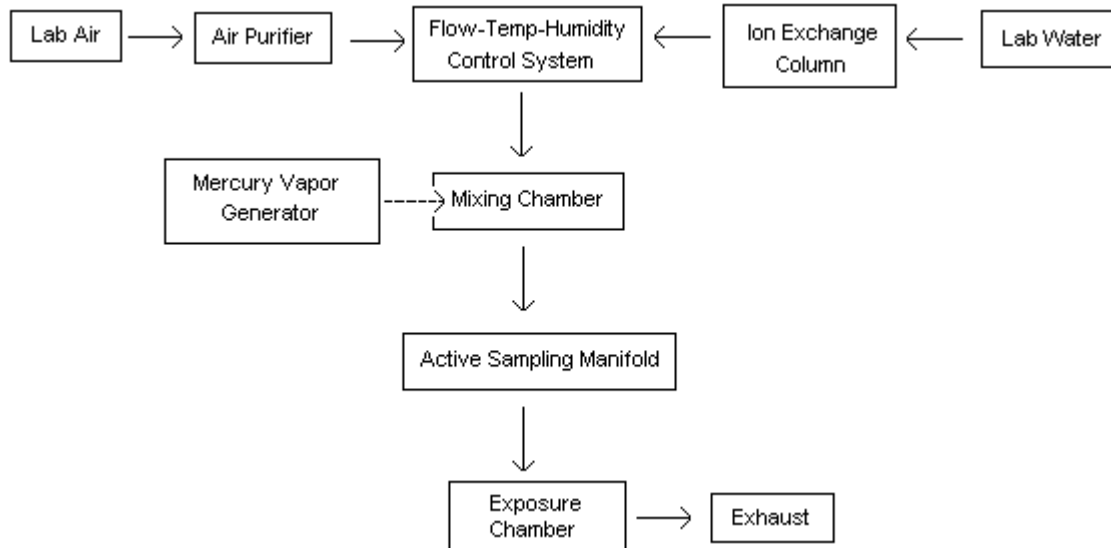 Lab Air
Air Purifier
Flow-Temp-Humidity
Control System
Ion Exchange
Column
Lab Water
Mercury Vapor
Generator
Mixing Chamber
Active Sampling Manifold
Exposure
Chamber
Exhaust